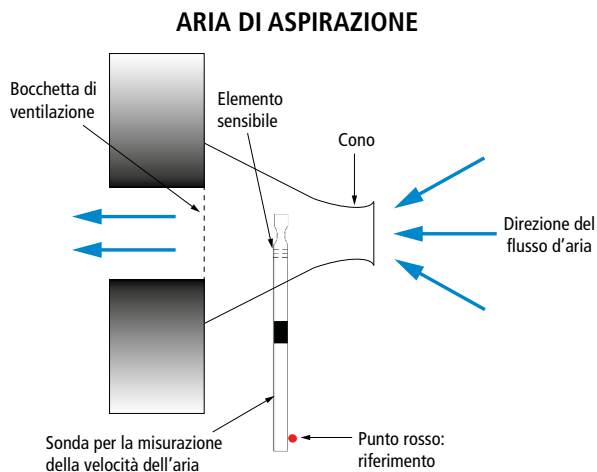 ARIA DI ASPIRAZIONE
Bocchetta di
ventilazione
Elemento
sensibile
Cono
Direzione del
flusso d'aria
Sonda per la misurazione
della velocità dell'aria
Punto rosso:
riferimento